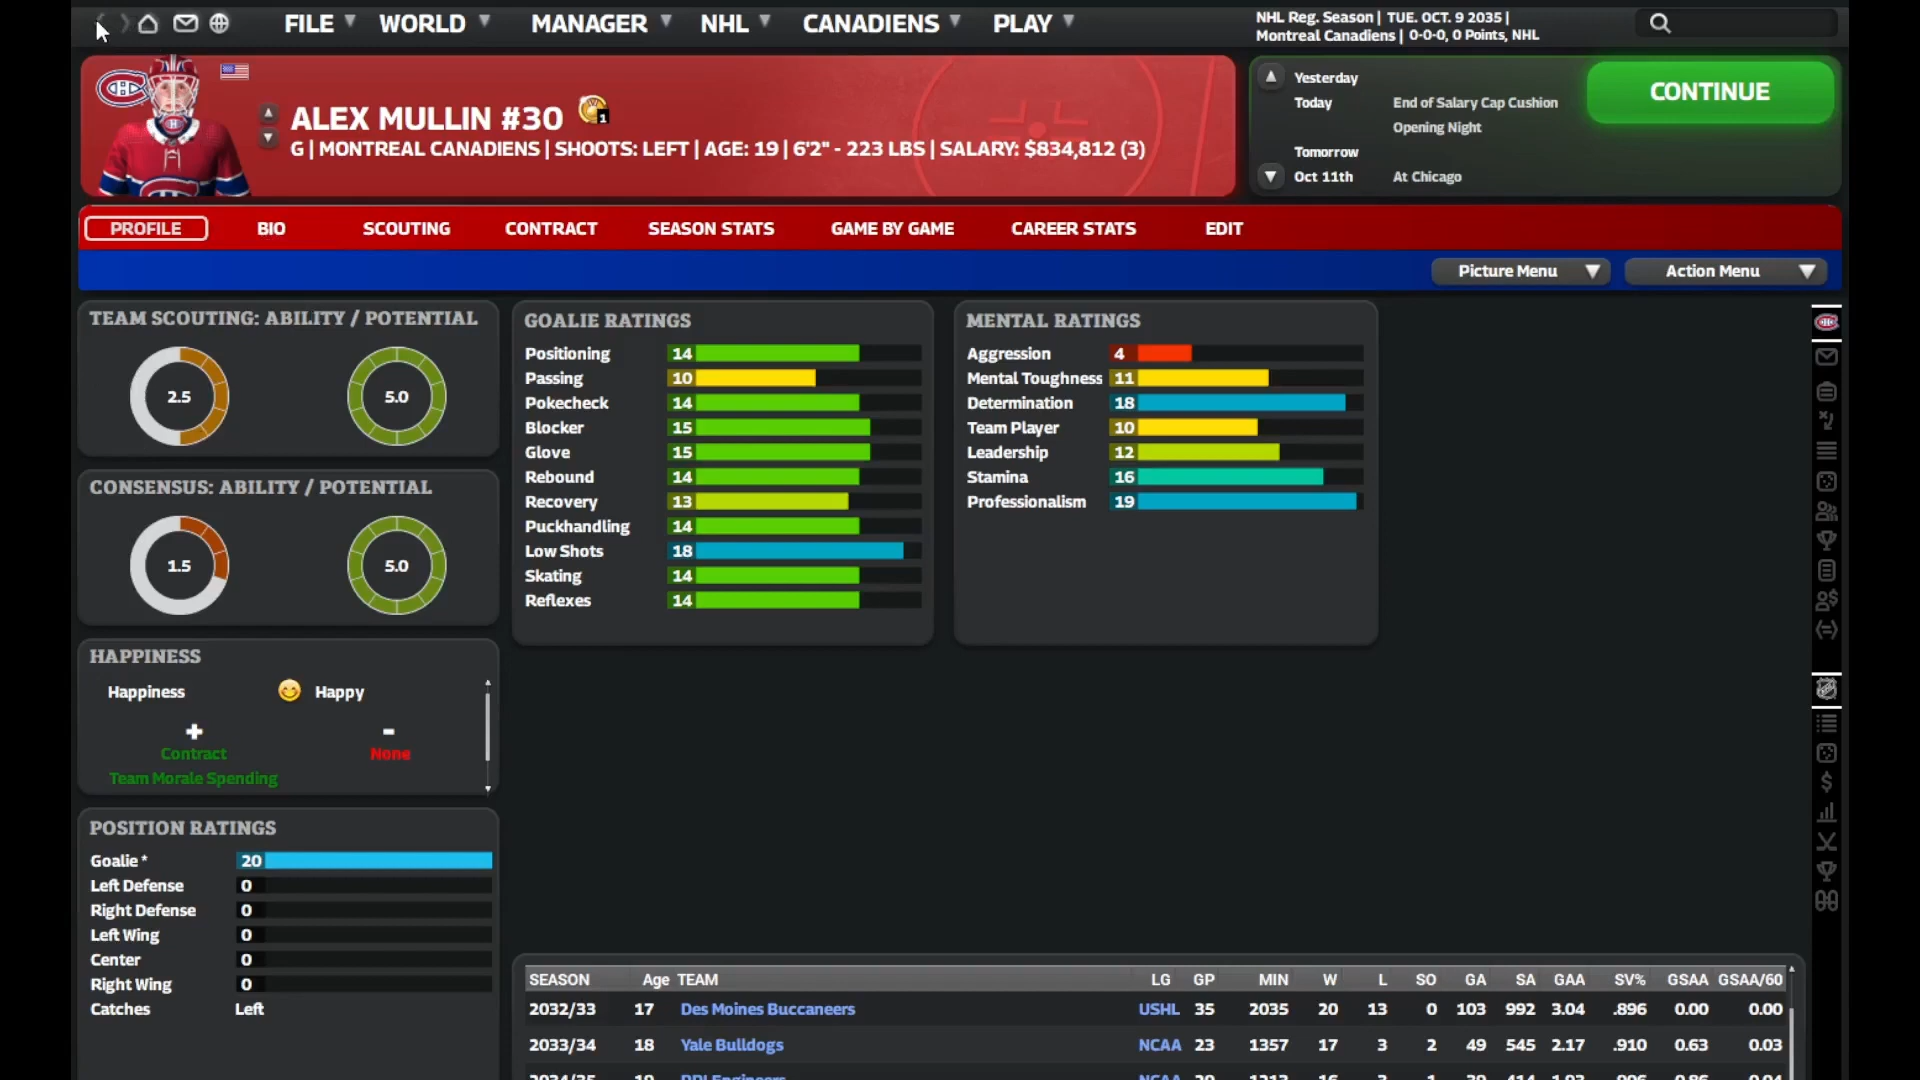 FILE WORLD MANAGER NHL CANADIENS PLAY
NHL Reg. Season | TUE. OCT. 9 2035 |
Montreal Canadiens | 0-0-0, 0 Points, NHL
ALEX MULLIN #30 1
G | MONTREAL CANADIENS | SHOOTS: LEFT | AGE: 19 | 6'2" - 223 LBS | SALARY: $834,812 (3)
Yesterday
Today End of Salary Cap Cushion
Opening Night
Tomorrow
Oct 11th At Chicago
CONTINUE
PROFILE BIO SCOUTING CONTRACT SEASON STATS GAME BY GAME CAREER STATS EDIT
Picture Menu Action Menu
TEAM SCOUTING: ABILITY / POTENTIAL
2.5 5.0
CONSENSUS: ABILITY / POTENTIAL
1.5 5.0
HAPPINESS
Happiness Happy
+ -
Contract None
Team Morale Spending
POSITION RATINGS
Goalie * 20
Left Defense 0
Right Defense 0
Left Wing 0
Center 0
Right Wing 0
Catches Left
GOALIE RATINGS
Positioning 14
Passing 10
Pokecheck 14
Blocker 15
Glove 15
Rebound 14
Recovery 13
Puckhandling 14
Low Shots 18
Skating 14
Reflexes 14
MENTAL RATINGS
Aggression 4
Mental Toughness 11
Determination 18
Team Player 10
Leadership 12
Stamina 16
Professionalism 19
SEASON Age TEAM LG GP MIN W L SO GA SA GAA SV% GSAA GSAA/60
2032/33 17 Des Moines Buccaneers USHL 35 2035 20 13 0 103 992 3.04 .896 0.00 0.00
2033/34 18 Yale Bulldogs NCAA 23 1357 17 3 2 49 545 2.17 .910 0.63 0.03